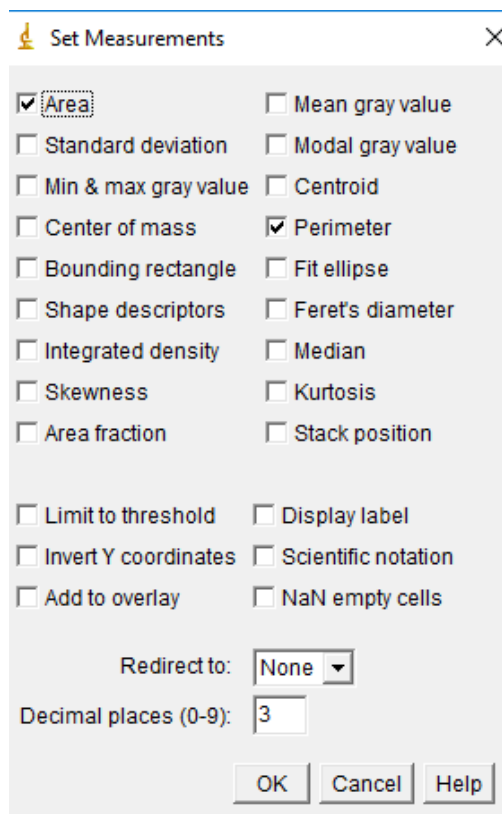 Set Measurements
Area Mean gray value
Standard deviation Modal gray value
Min & max gray value Centroid
Center of mass Perimeter
Bounding rectangle Fit ellipse
Shape descriptors Feret's diameter
Integrated density Median
Skewness Kurtosis
Area fraction Stack position
Limit to threshold Display label
Invert Y coordinates Scientific notation
Add to overlay NaN empty cells
Redirect to: None
Decimal places (0-9): 3
OK Cancel Help